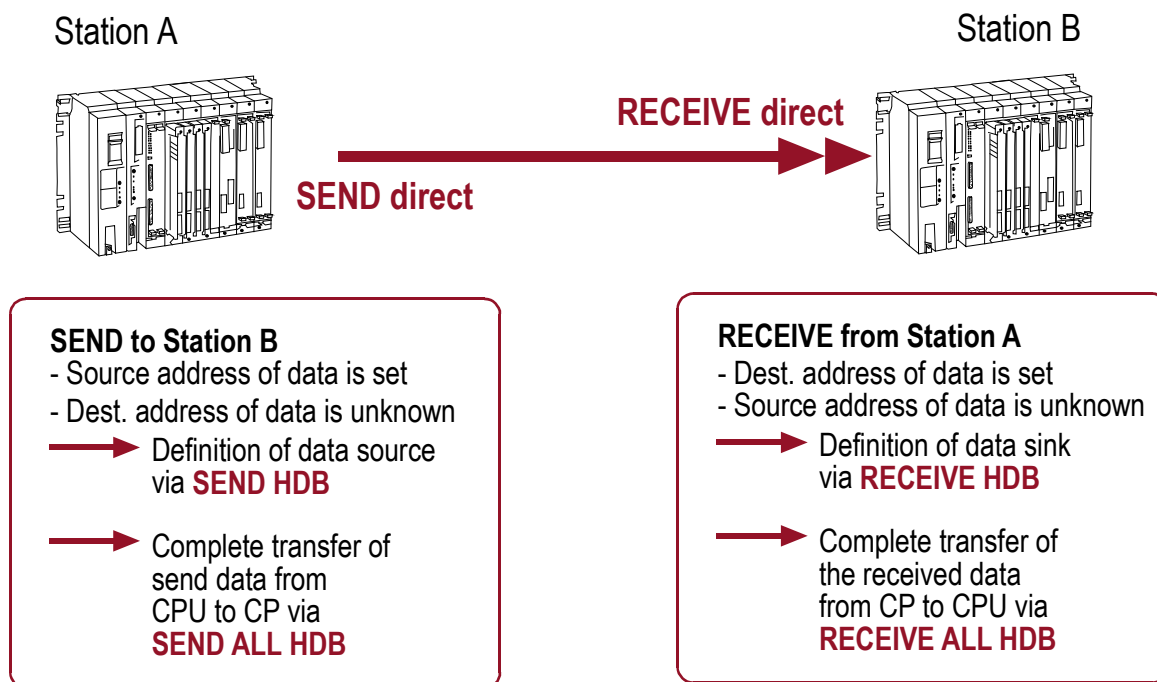 Station A
Station B
RECEIVE direct
SEND direct
SEND to Station B
- Source address of data is set
- Dest. address of data is unknown
Definition of data source
via SEND HDB
Complete transfer of
send data from
CPU to CP via
SEND ALL HDB
RECEIVE from Station A
- Dest. address of data is set
- Source address of data is unknown
Definition of data sink
via RECEIVE HDB
Complete transfer of
the received data
from CP to CPU via
RECEIVE ALL HDB